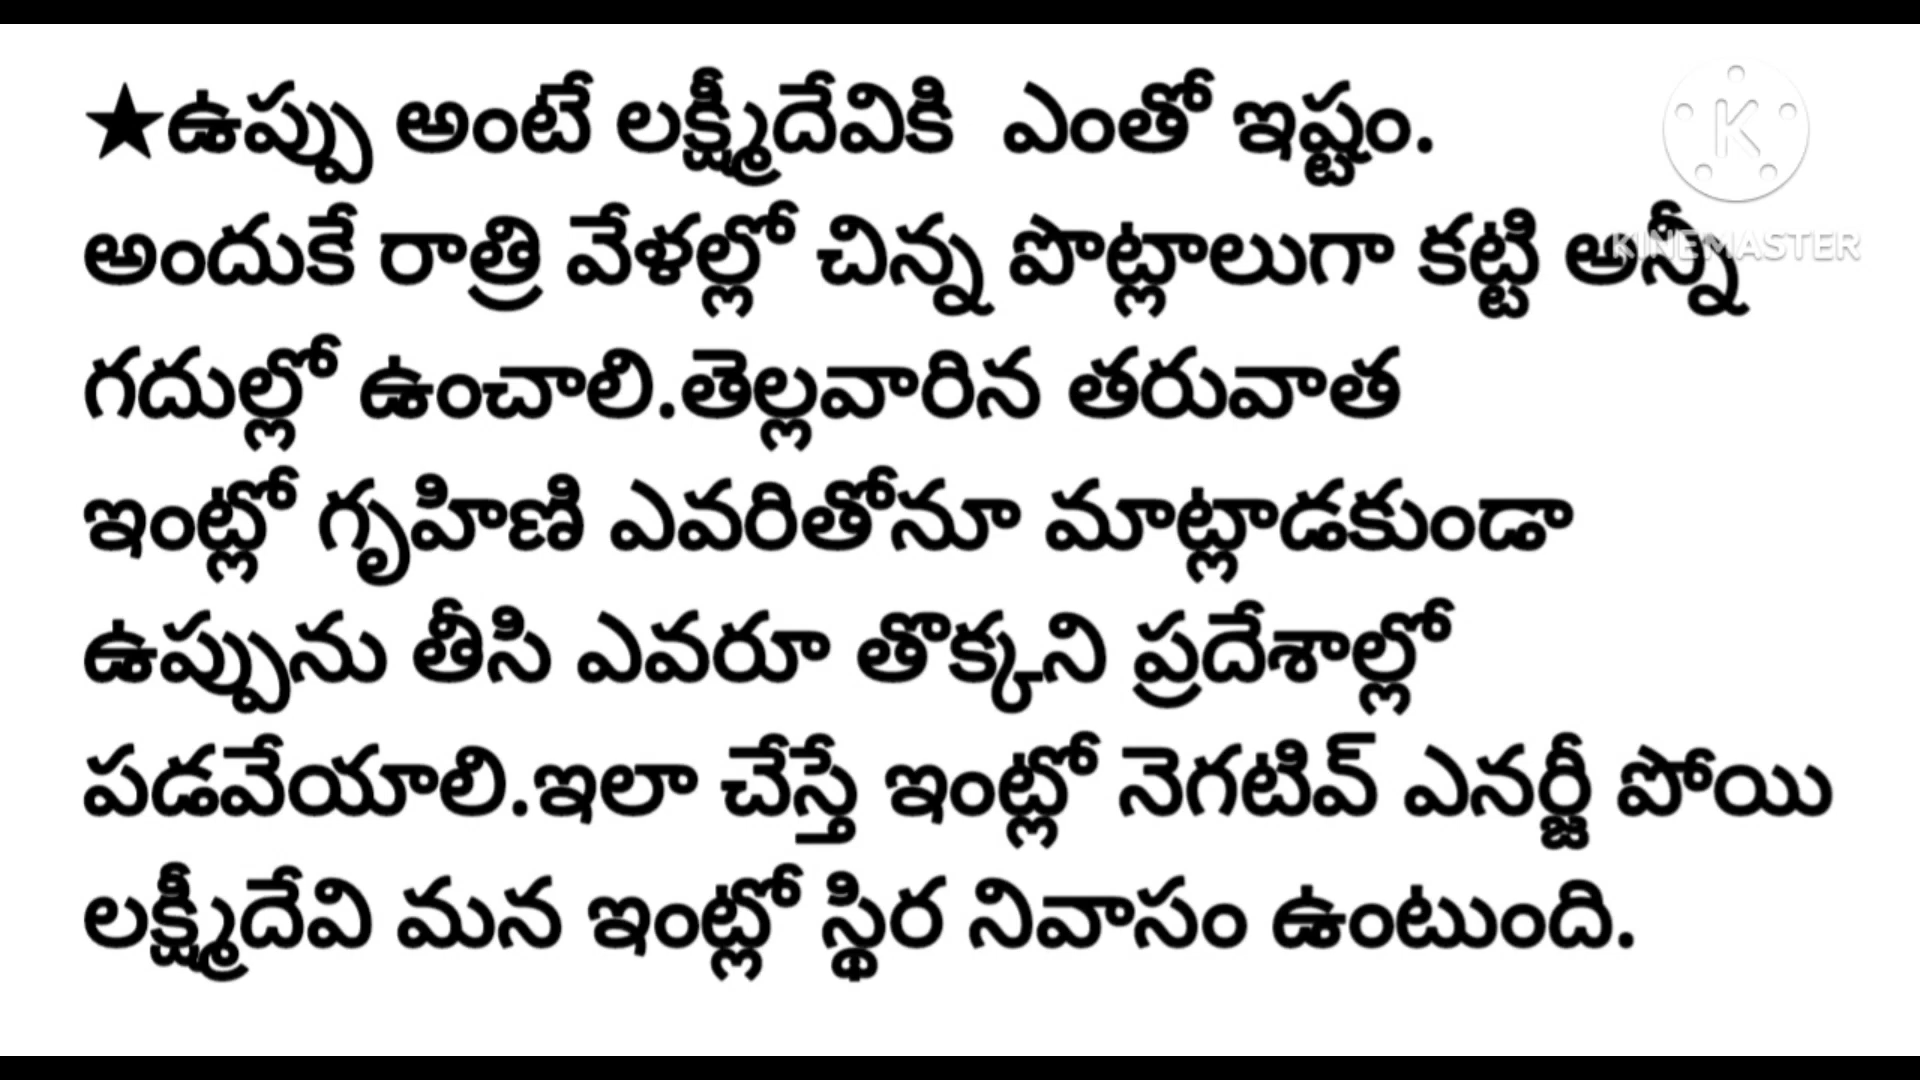 ★ఉప్పు అంటే లక్ష్మీదేవికి ఎంతో ఇష్టం.
అందుకే రాత్రి వేళల్లో చిన్న పొట్లాలుగా కట్టి అన్నీ
గదుల్లో ఉంచాలి.తెల్లవారిన తరువాత
ఇంట్లో గృహిణి ఎవరితోనూ మాట్లాడకుండా
ఉప్పును తీసి ఎవరూ తొక్కని ప్రదేశాల్లో
పడవేయాలి.ఇలా చేస్తే ఇంట్లో నెగటివ్ ఎనర్జీ పోయి
లక్ష్మీదేవి మన ఇంట్లో స్థిర నివాసం ఉంటుంది.
K
KINEMASTER